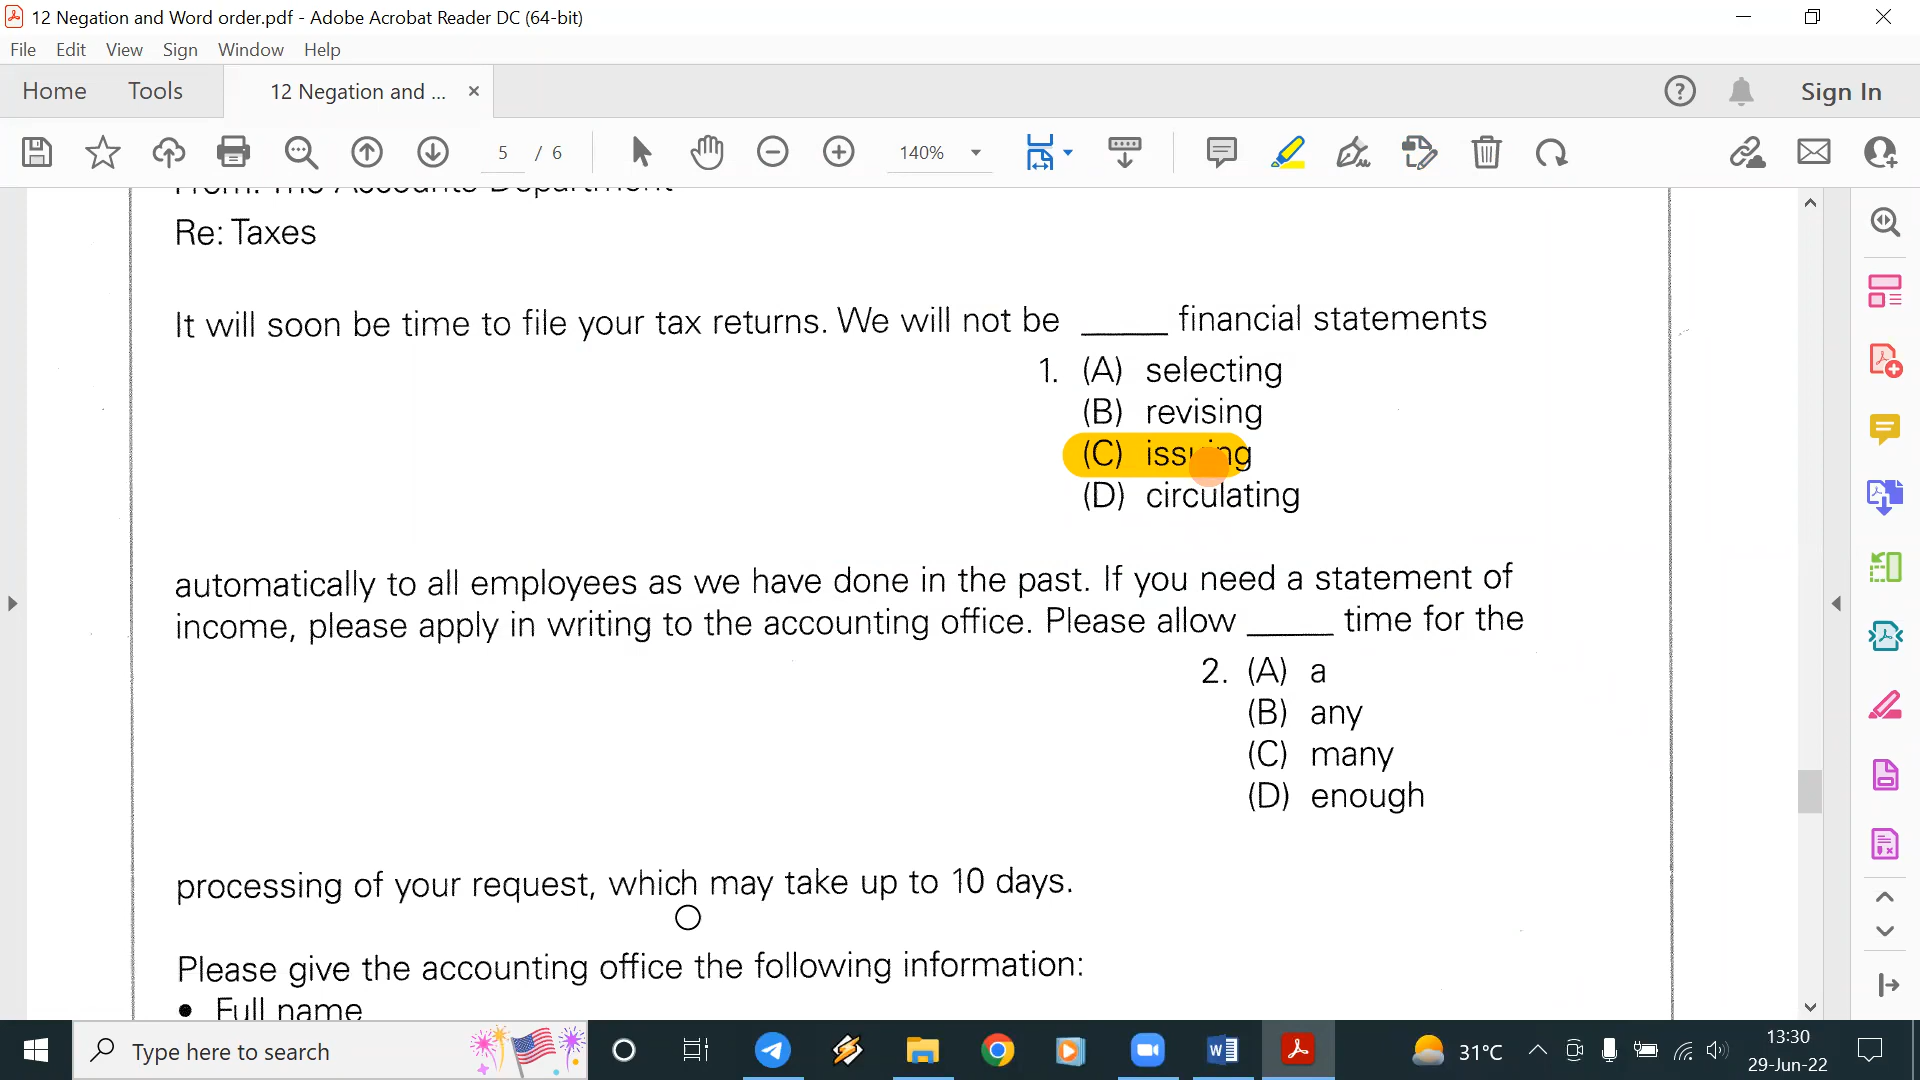 12 Negation and Word order.pdf - Adobe Acrobat Reader DC (64-bit)
File Edit View Sign Window Help
Home Tools 12 Negation and ... × Sign In
5 / 6 140%
From: The Accounts Department
Re: Taxes
It will soon be time to file your tax returns. We will not be _____ financial statements
1. (A) selecting
(B) revising
(C) issuing
(D) circulating
automatically to all employees as we have done in the past. If you need a statement of
income, please apply in writing to the accounting office. Please allow _____ time for the
2. (A) a
(B) any
(C) many
(D) enough
processing of your request, which may take up to 10 days.
Please give the accounting office the following information:
• Full name
Type here to search
31°C
13:30
29-Jun-22